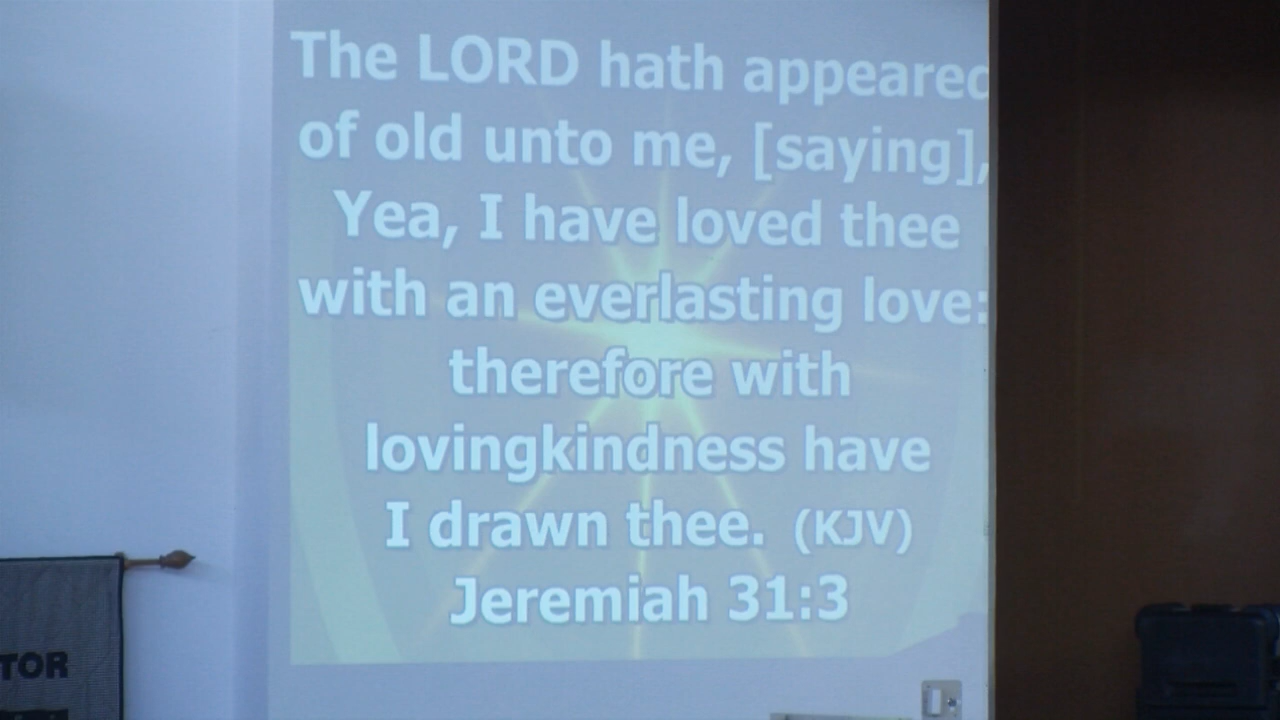 The LORD hath appeared
of old unto me, [saying],
Yea, I have loved thee
with an everlasting love:
therefore with
lovingkindness have
I drawn thee. (KJV)
Jeremiah 31:3
TOR